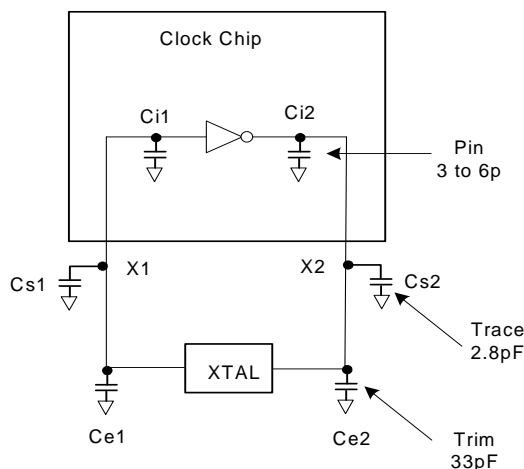 Clock Chip
Ci1
Ci2
Pin
3 to 6p
Cs1
X1
X2
Cs2
Trace
2.8pF
XTAL
Ce1
Ce2
Trim
33pF